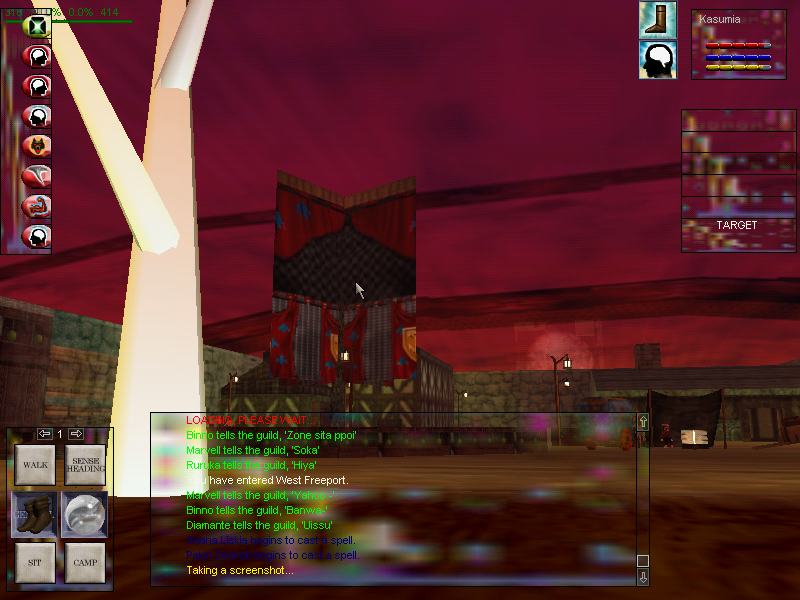 0.0% 414
Kasumia
TARGET
LOADING, PLEASE WAIT...
Binno tells the guild, 'Zone sita ppoi'
Marvell tells the guild, 'Soka'
Ruruka tells the guild, 'Hiya'
You have entered West Freeport.
Marvell tells the guild, 'Yahoo-'
Binno tells the guild, 'Banwa-'
Diamante tells the guild, 'Uissu'
begins to cast a spell.
begins to cast a spell.
Taking a screenshot...
1
WALK
SENSE HEADING
SIT
CAMP